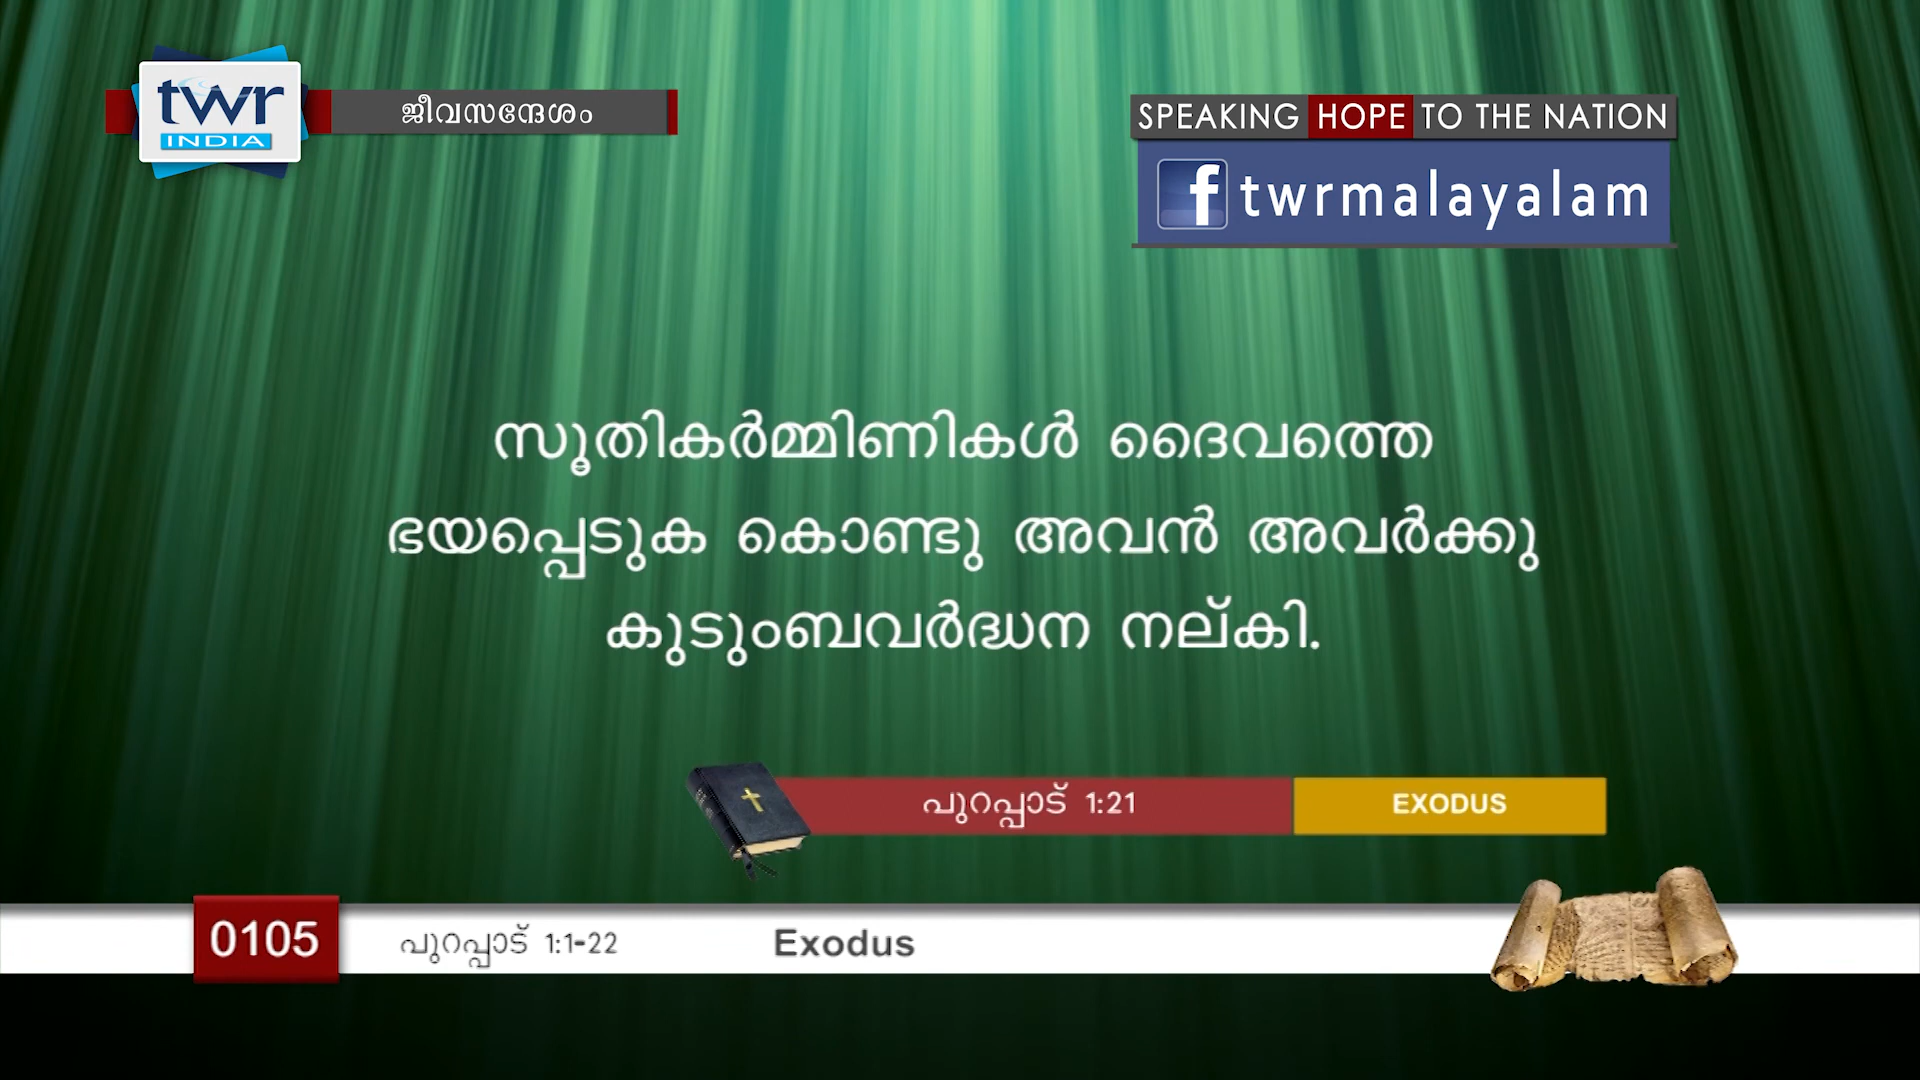 twr
INDIA
ജീവസന്ദേശം
SPEAKING HOPE TO THE NATION
f twrmalayalam
സൂതികർമ്മിണികൾ ദൈവത്തെ
ഭയപ്പെടുക കൊണ്ടു അവൻ അവർക്കു
കുടുംബവർദ്ധന നല്കി.
പുറപ്പാട് 1:21
EXODUS
0105
പുറപ്പാട് 1:1-22
Exodus